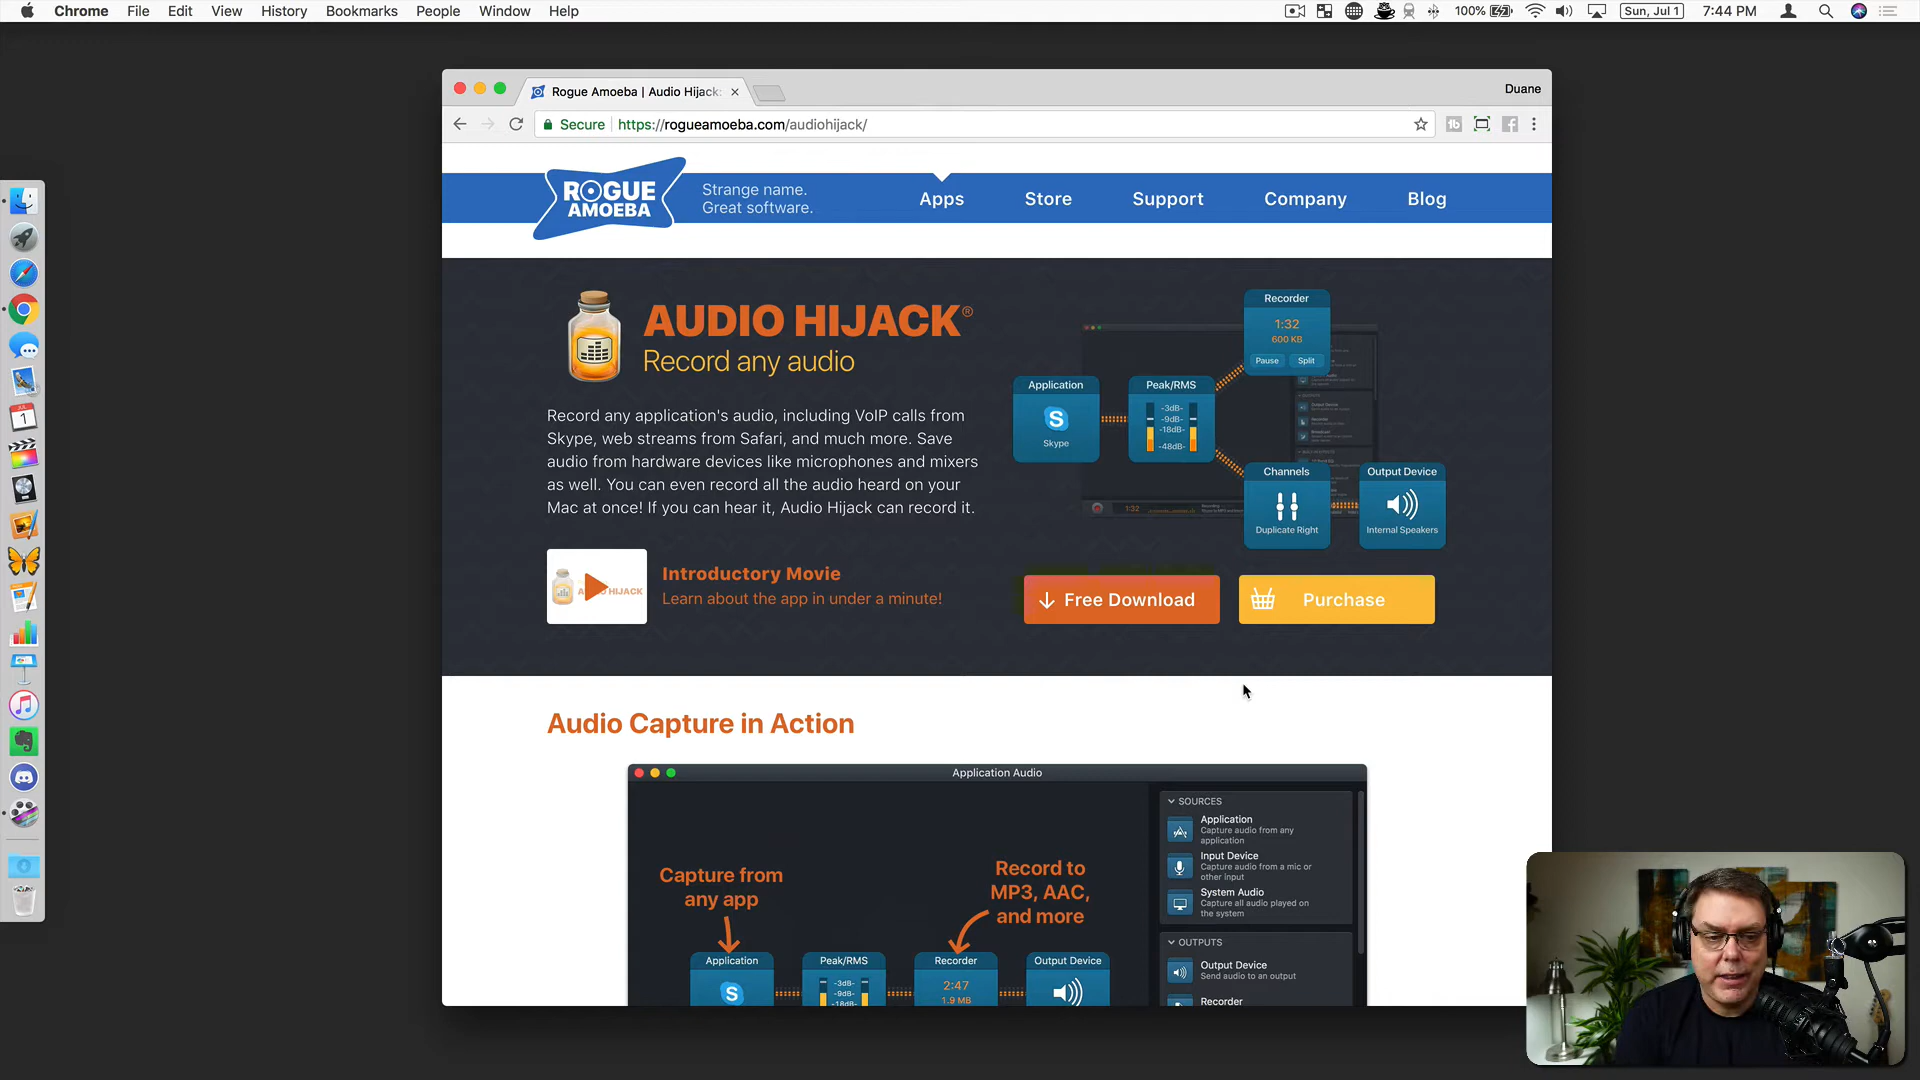 Chrome File Edit View History Bookmarks People Window Help
100% Sun, Jul 1 7:44 PM
Rogue Amoeba | Audio Hijack:
Duane
Secure https://rogueamoeba.com/audiohijack/
ROGUE
AMOEBA
Strange name.
Great software.
Apps Store Support Company Blog
AUDIO HIJACK®
Record any audio
Record any application's audio, including VoIP calls from
Skype, web streams from Safari, and much more. Save
audio from hardware devices like microphones and mixers
as well. You can even record all the audio heard on your
Mac at once! If you can hear it, Audio Hijack can record it.
Recorder
1:32
600 KB
Pause Split
Application
Skype
Peak/RMS
-3dB-
-9dB-
-18dB-
-48dB-
Channels
Duplicate Right
Output Device
Internal Speakers
1:32
Introductory Movie
Learn about the app in under a minute!
Free Download
Purchase
Audio Capture in Action
Application Audio
Capture from
any app
Record to
MP3, AAC,
and more
SOURCES
Application
Capture audio from any
application
Input Device
Capture audio from a mic or
other input
System Audio
Capture all audio played on
the system
OUTPUTS
Output Device
Send audio to an output
Recorder
Application
Peak/RMS
-3dB-
-9dB-
-18dB-
Recorder
2:47
1.9 MB
Output Device
JUL
1